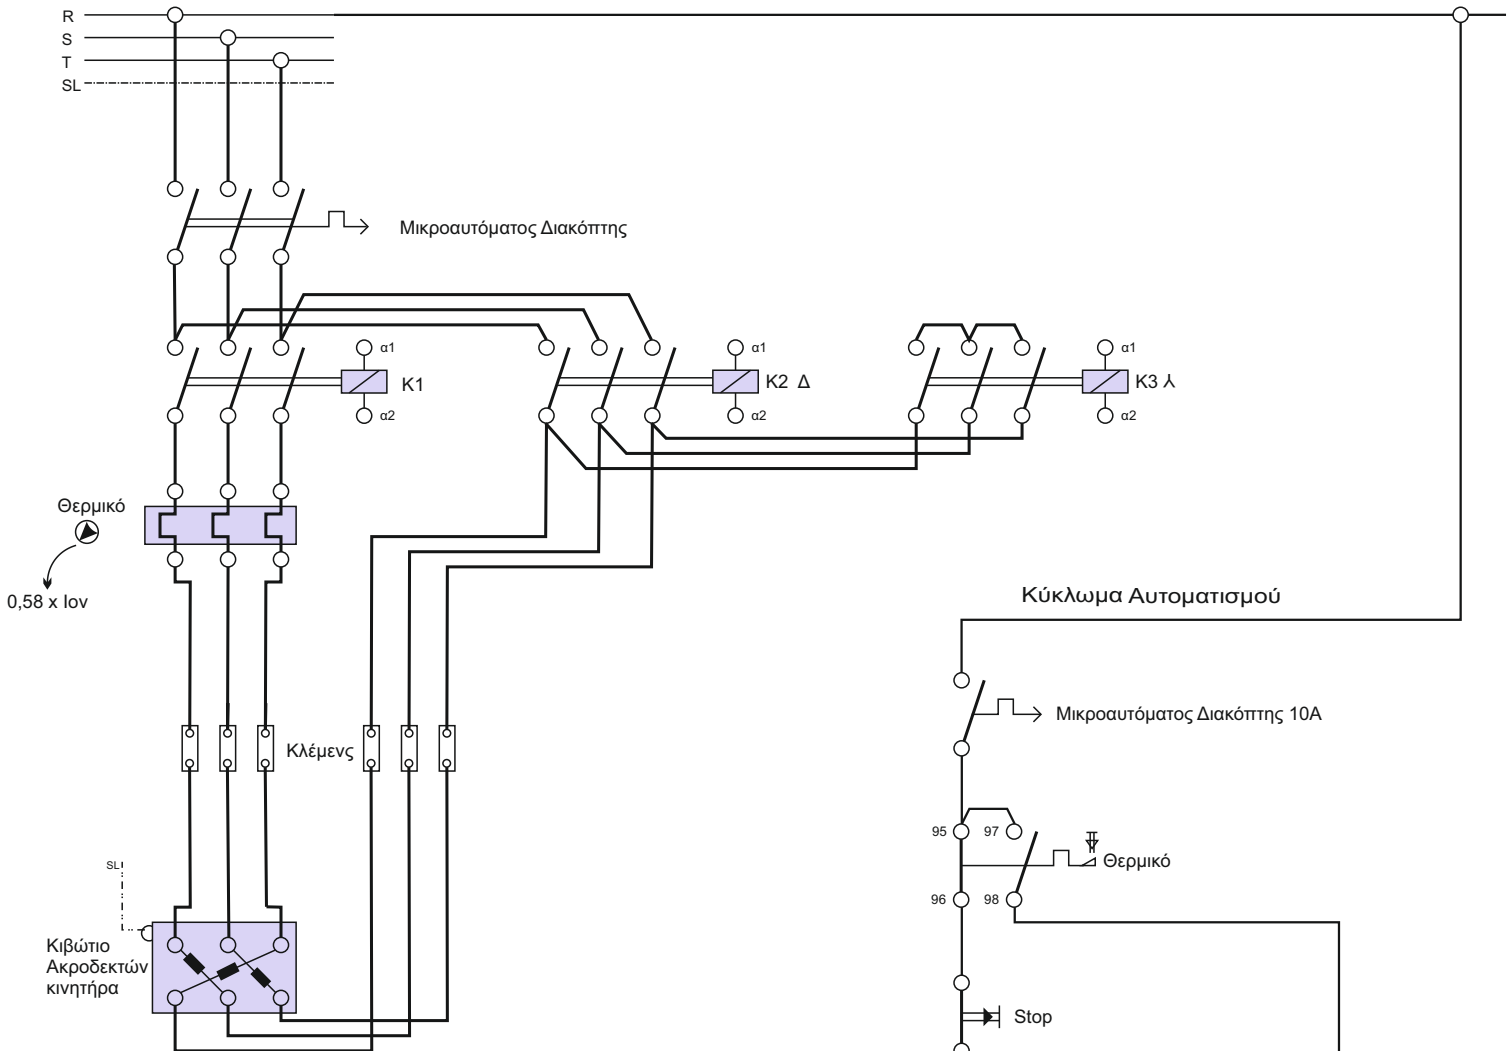 R
S
T
SL
Μικροαυτόματος Διακόπτης
α1
K1
α2
α1
K2 Δ
α2
α1
K3 ⅄
α2
Θερμικό
0,58 x Ιον
Κύκλωμα Αυτοματισμού
Μικροαυτόματος Διακόπτης 10Α
Κλέμενς
95 97
Θερμικό
96 98
SL
Κιβώτιο
Ακροδεκτών
κινητήρα
Stop